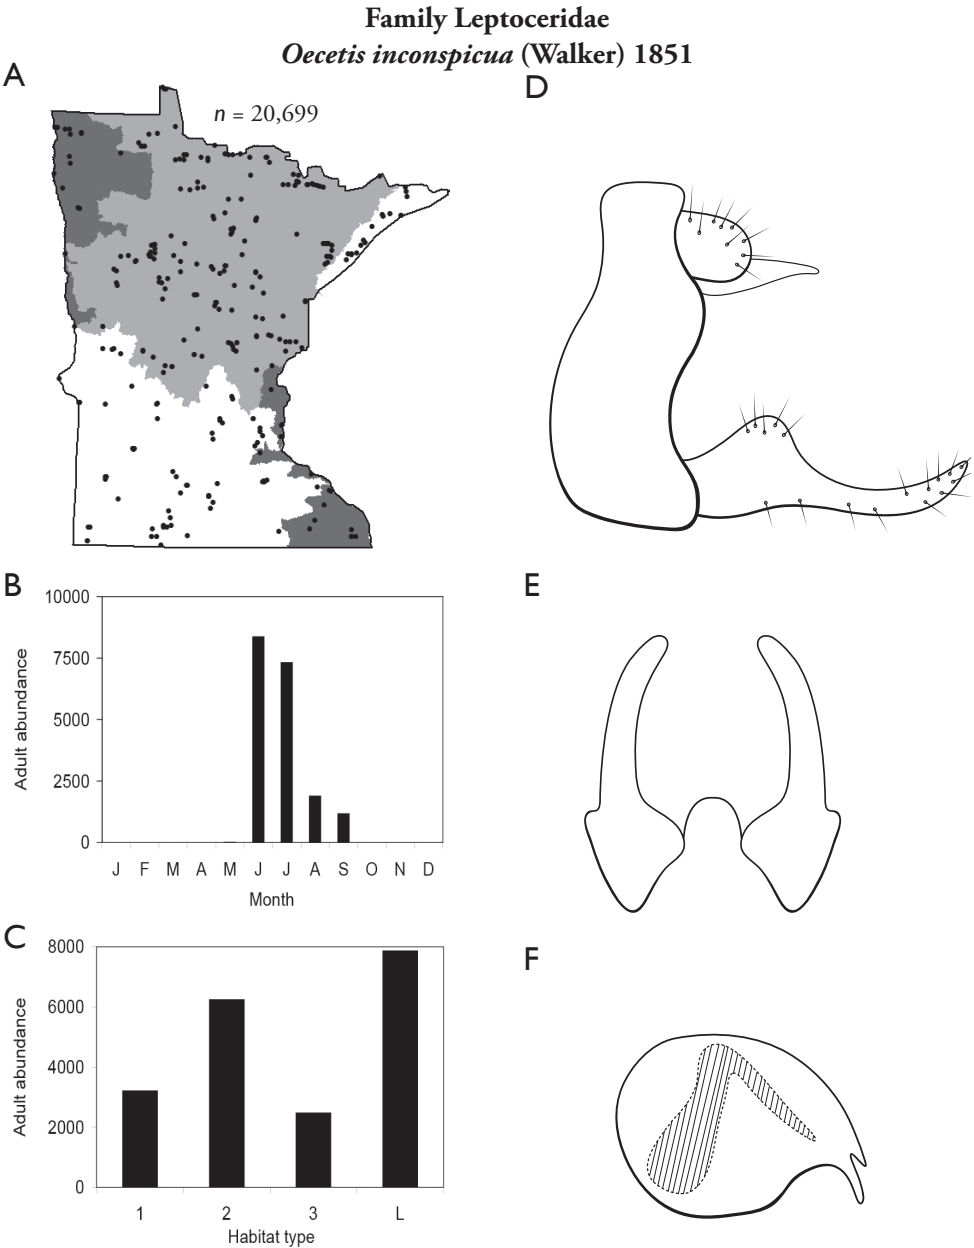 Family Leptoceridae
Oecetis inconspicua (Walker) 1851
A
n = 20,699
D
B
10000
7500
5000
2500
0
Adult abundance
J F M A M J J A S O N D
Month
E
C
8000
6000
4000
2000
0
Adult abundance
1 2 3 L
Habitat type
F